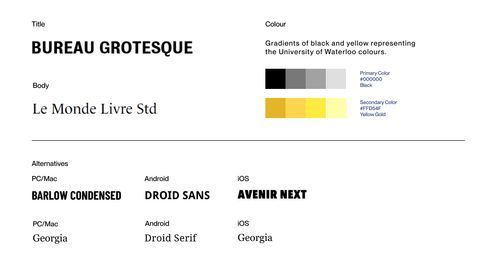 Title
BUREAU GROTESQUE
Body
Le Monde Livre Std
Colour
Gradients of black and yellow representing
the University of Waterloo colours.
Primary Color
#000000
Black
Secondary Color
#FFD54F
Yellow Gold
Alternatives
PC/Mac
Android
iOS
BARLOW CONDENSED
DROID SANS
AVENIR NEXT
PC/Mac
Android
iOS
Georgia
Droid Serif
Georgia